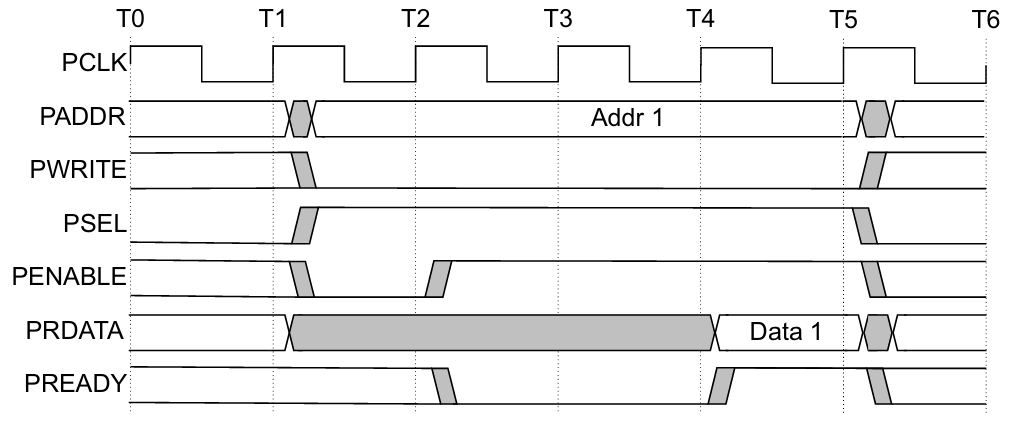 T0 T1 T2 T3 T4 T5 T6
PCLK
PADDR Addr 1
PWRITE
PSEL
PENABLE
PRDATA Data 1
PREADY